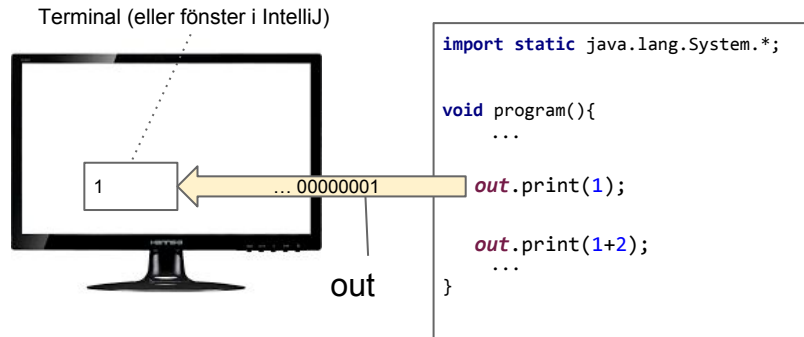 Terminal (eller fönster i IntelliJ)
1
… 00000001
out
import static java.lang.System.*;
void program(){
...
out.print(1);
out.print(1+2);
...
}